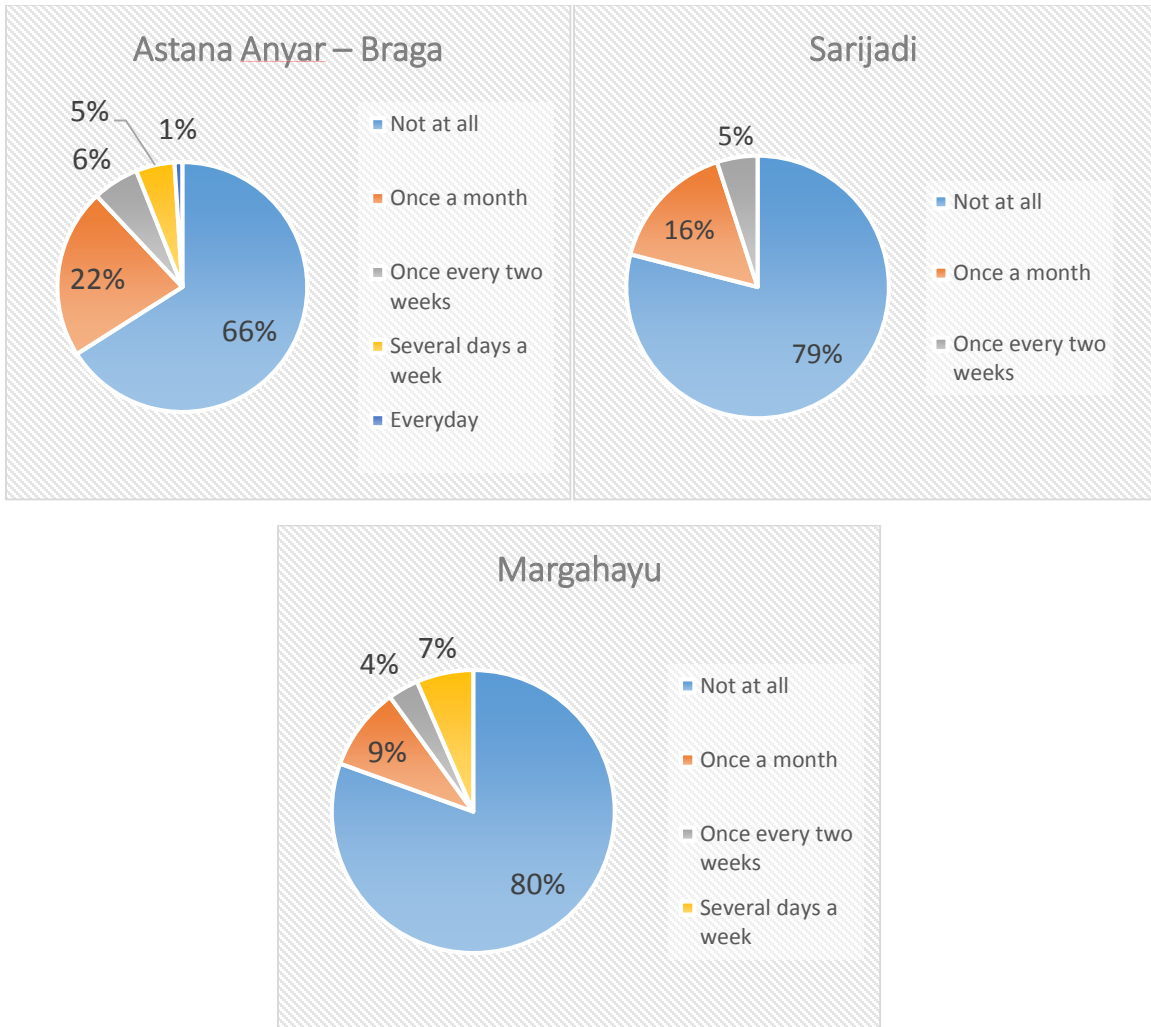 Astana Anyar – Braga
5%
1%
6%
22%
66%
Not at all
Once a month
Once every two
weeks
Several days a
week
Everyday
Sarijadi
5%
16%
79%
Not at all
Once a month
Once every two
weeks
Margahayu
4%
7%
9%
80%
Not at all
Once a month
Once every two
weeks
Several days a
week